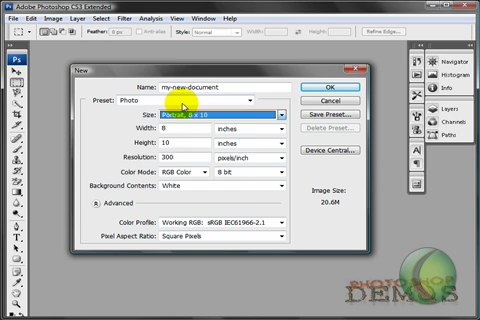 Adobe Photoshop CS3 Extended
File Edit Image Layer Select Filter Analysis View Window Help
Feather: 0 px Anti-alias Style: Normal Width: Height: Refine Edge...
New
Name: my-new-document OK
Preset: Photo Cancel
Size: Portrait, 8 x 10 Save Preset...
Width: 8 inches Delete Preset...
Height: 10 inches
Resolution: 300 pixels/inch Device Central...
Color Mode: RGB Color 8 bit
Background Contents: White Image Size:
Advanced 20.6M
Color Profile: Working RGB: sRGB IEC61966-2.1
Pixel Aspect Ratio: Square Pixels
Navigator
Histogram
Info
Layers
Channels
Paths
Ps
PHOTOSHOP
DEMOS